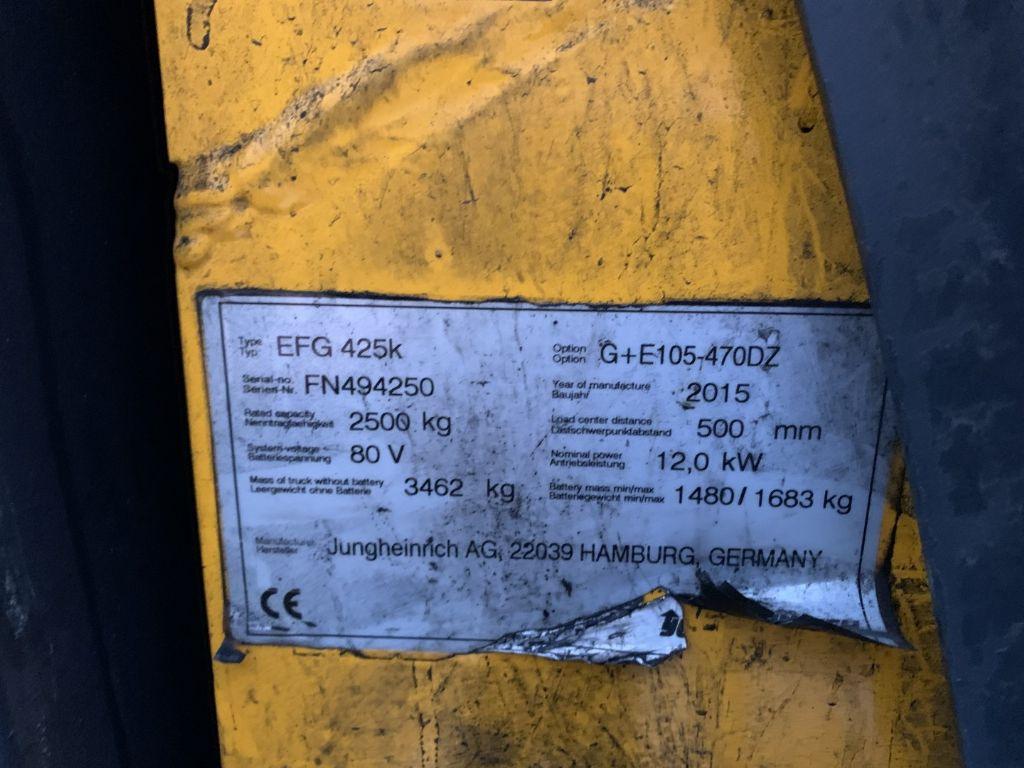 Type EFG 425k Option G+E105-470DZ
Typ Option
Serial-no. FN494250 Year of manufacture 2015
Serien-Nr. Baujahr
Rated capacity 2500 kg Load center distance 500 mm
Nenntragfaehigkeit Lastschwerpunktabstand
System voltage 80 V Nominal power 12,0 kW
Batteriespannung Antriebsleistung
Mass of truck without battery 3462 kg Battery mass min/max 1480/1683 kg
Leergewicht ohne Batterie Batteriegewicht min/max
Manufacturer Jungheinrich AG, 22039 HAMBURG, GERMANY
Hersteller
CE